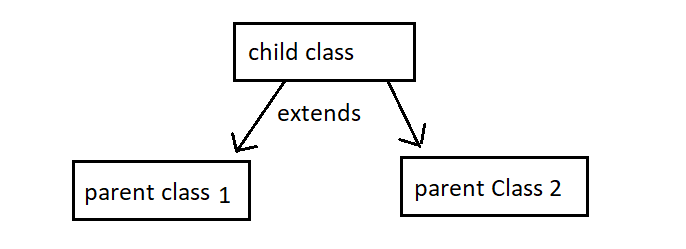 child class
extends
parent class 1
parent Class 2